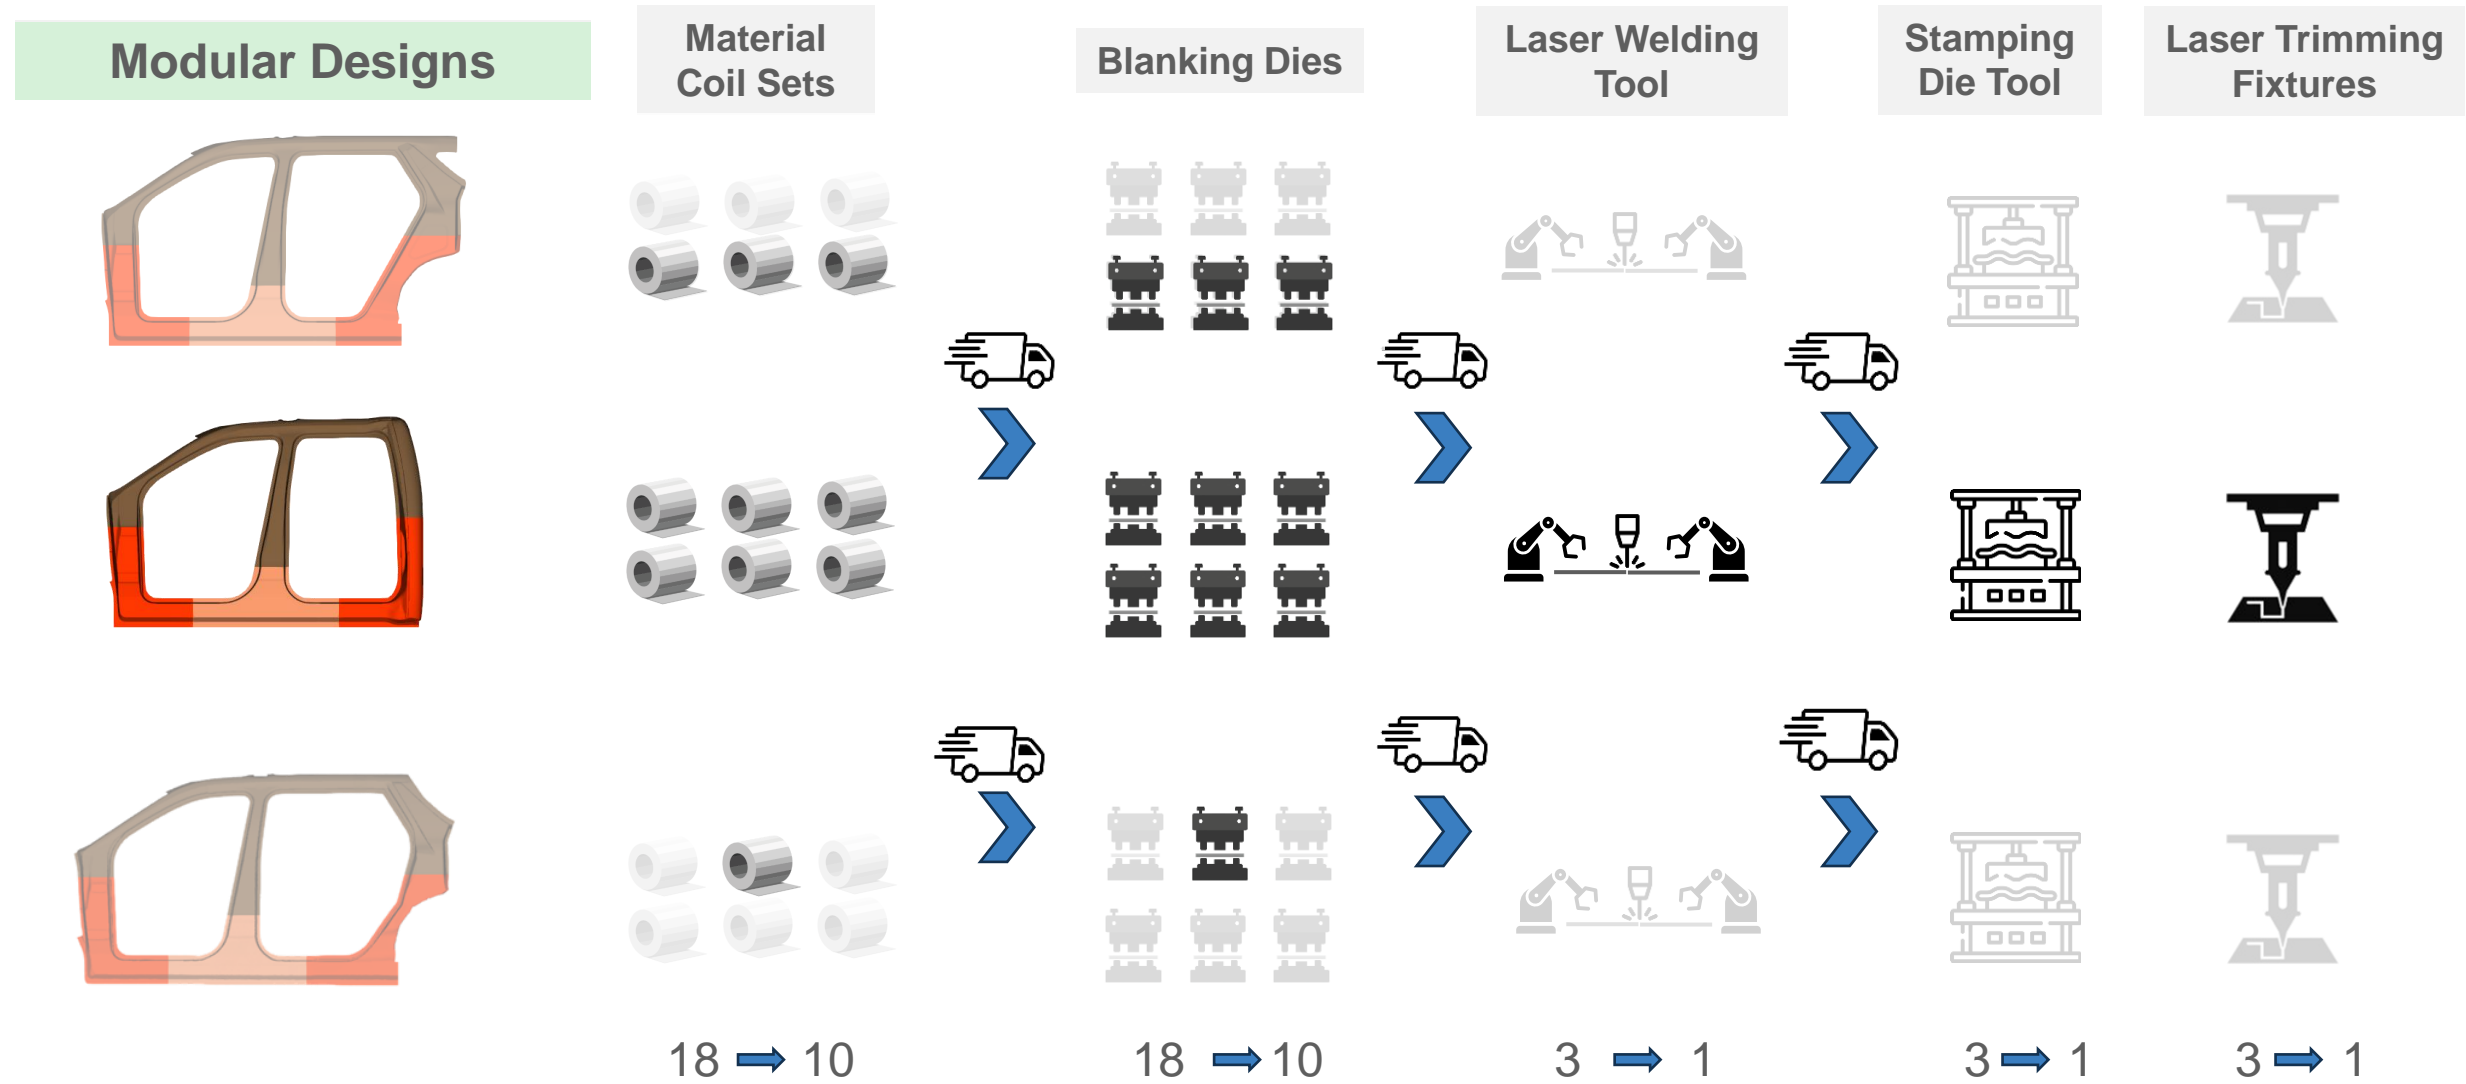 Modular Designs
Material
Coil Sets
Blanking Dies
Laser Welding
Tool
Stamping
Die Tool
Laser Trimming
Fixtures
18 10
18 10
3 1
3 1
3 1